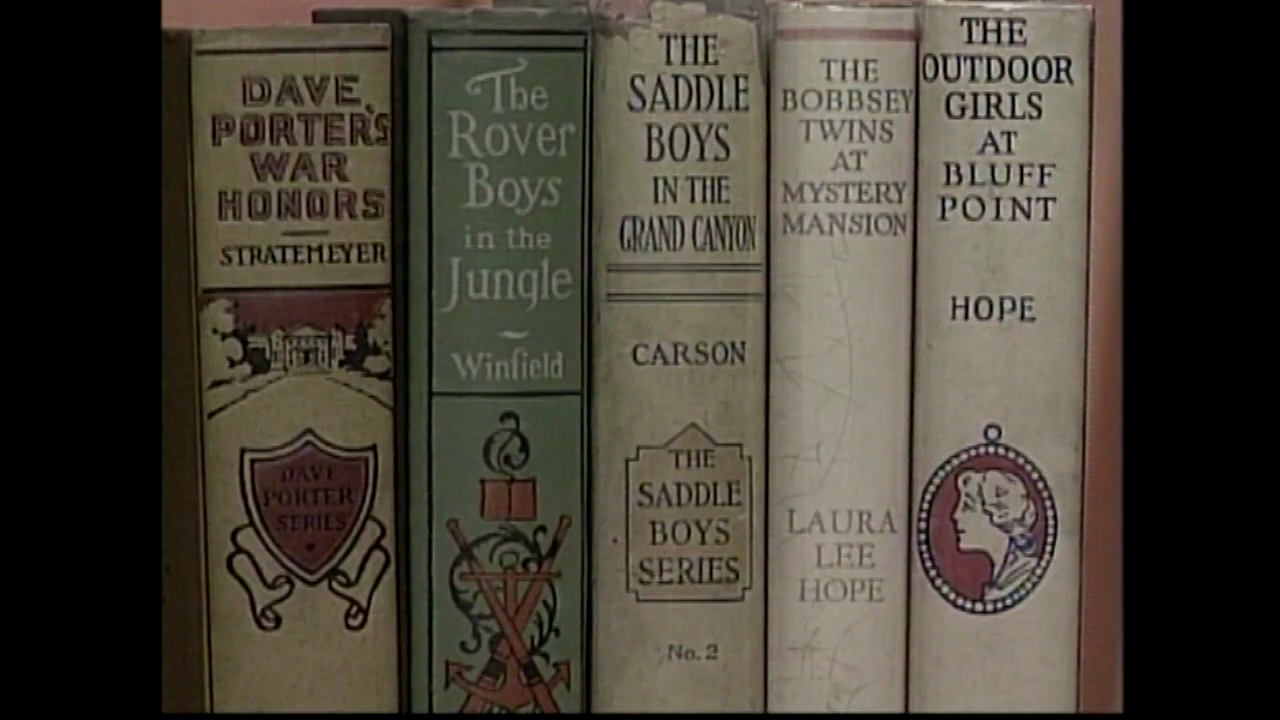 DAVE
PORTER'S
WAR
HONORS
STRATEMEYER
DAVE
PORTER
SERIES
The
Rover
Boys
in the
Jungle
Winfield
THE
SADDLE
BOYS
IN THE
GRAND CANYON
CARSON
THE
SADDLE
BOYS
SERIES
No. 2
THE
BOBBSEY
TWINS
AT
MYSTERY
MANSION
LAURA
LEE
HOPE
THE
OUTDOOR
GIRLS
AT
BLUFF
POINT
HOPE